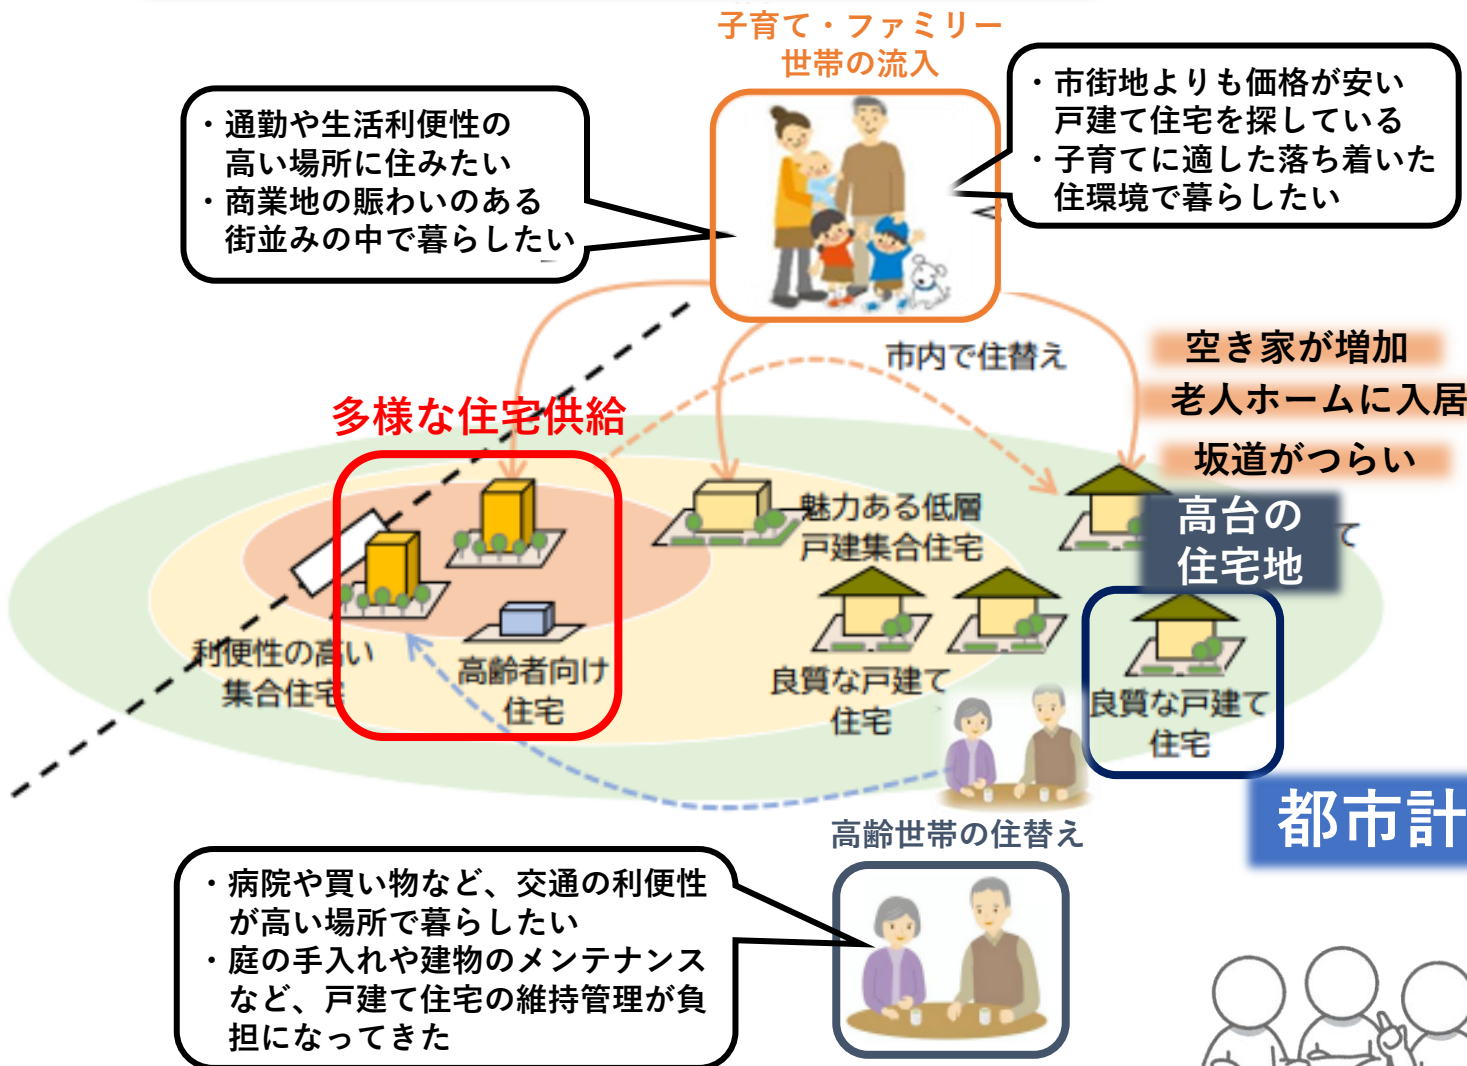 子育て・ファミリー
世帯の流入
・通勤や生活利便性の
高い場所に住みたい
・商業地の賑わいのある
街並みの中で暮らしたい
・市街地よりも価格が安い
戸建て住宅を探している
・子育てに適した落ち着いた
住環境で暮らしたい
市内で住替え
空き家が増加
老人ホームに入居
坂道がつらい
多様な住宅供給
魅力ある低層
戸建集合住宅
高台の
住宅地
て
利便性の高い
集合住宅
高齢者向け
住宅
良質な戸建て
住宅
良質な戸建て
住宅
都市計
高齢世帯の住替え
・病院や買い物など、交通の利便性
が高い場所で暮らしたい
・庭の手入れや建物のメンテナンス
など、戸建て住宅の維持管理が負
担になってきた